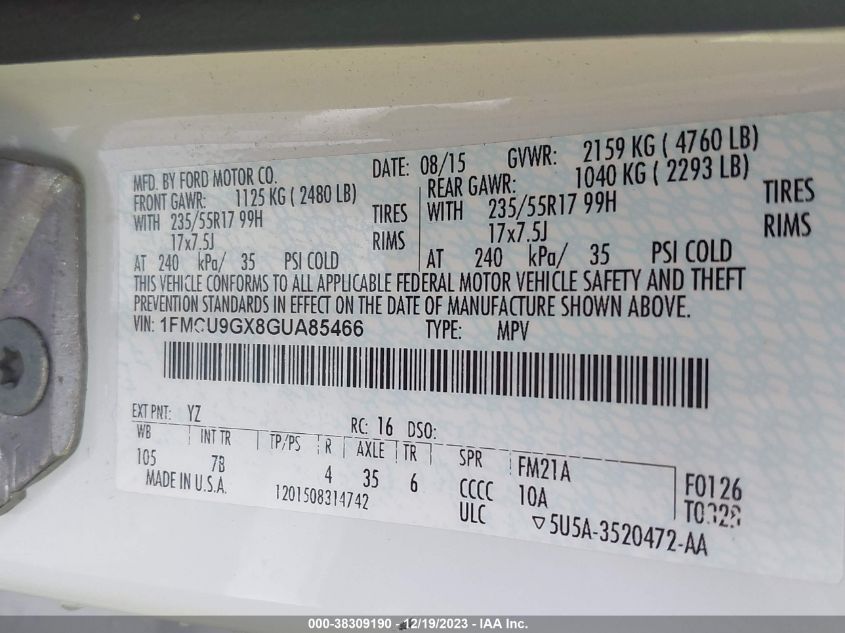 MFD. BY FORD MOTOR CO. DATE: 08/15 GVWR: 2159 KG ( 4760 LB)
FRONT GAWR: 1125 KG ( 2480 LB) REAR GAWR: 1040 KG ( 2293 LB)
WITH 235/55R17 99H TIRES WITH 235/55R17 99H TIRES
17x7.5J RIMS 17x7.5J RIMS
AT 240 kPa/ 35 PSI COLD AT 240 kPa/ 35 PSI COLD
THIS VEHICLE CONFORMS TO ALL APPLICABLE FEDERAL MOTOR VEHICLE SAFETY AND THEFT
PREVENTION STANDARDS IN EFFECT ON THE DATE OF MANUFACTURE SHOWN ABOVE.
VIN: 1FMCU9GX8GUA85466 TYPE: MPV
EXT PNT: YZ RC: 16 DSO:
WB INT TR TP/PS R AXLE TR SPR FM21A F0126
105 7B 4 35 6 CCCC 10A
MADE IN U.S.A. 1201508314742 ULC ▽5U5A-3520472-AA
000-38309190 - 12/19/2023 - IAA Inc.